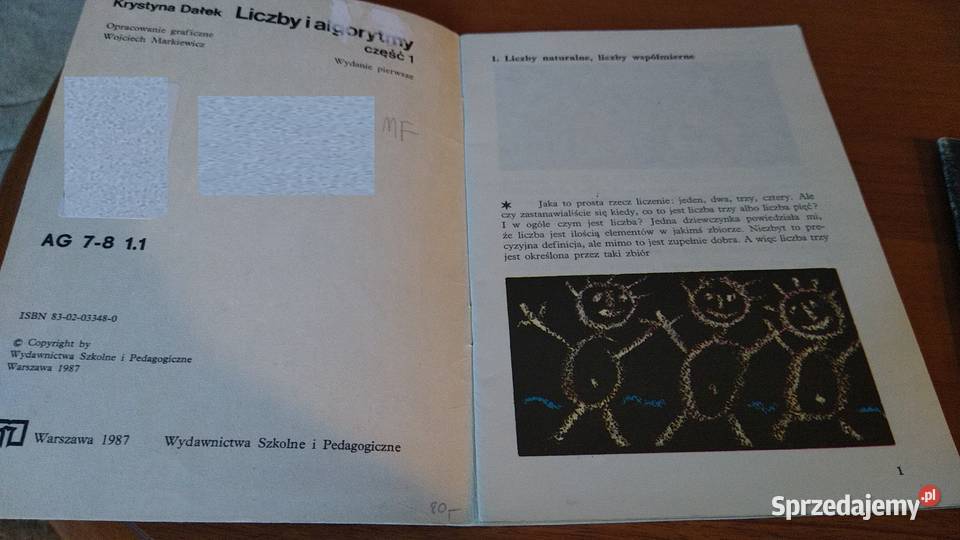 Krystyna Dałek Liczby i algorytmy
część 1
Opracowanie graficzne
Wojciech Markiewicz
Wydanie pierwsze
MF
AG 7-8 1.1
ISBN 83-02-03348-0
© Copyright by
Wydawnictwa Szkolne i Pedagogiczne
Warszawa 1987
Warszawa 1987 Wydawnictwa Szkolne i Pedagogiczne
80,-
1. Liczby naturalne, liczby współmierne
Jaka to prosta rzecz liczenie: jeden, dwa, trzy, cztery. Ale
czy zastanawialiście się kiedy, co to jest liczba trzy albo liczba pięć?
I w ogóle czym jest liczba? Jedna dziewczynka powiedziała mi,
że liczba jest ilością elementów w jakimś zbiorze. Niezbyt to pre-
cyzyjna definicja, ale mimo to jest zupełnie dobra. A więc liczba trzy
jest określona przez taki zbiór
1
Sprzedajemy.pl